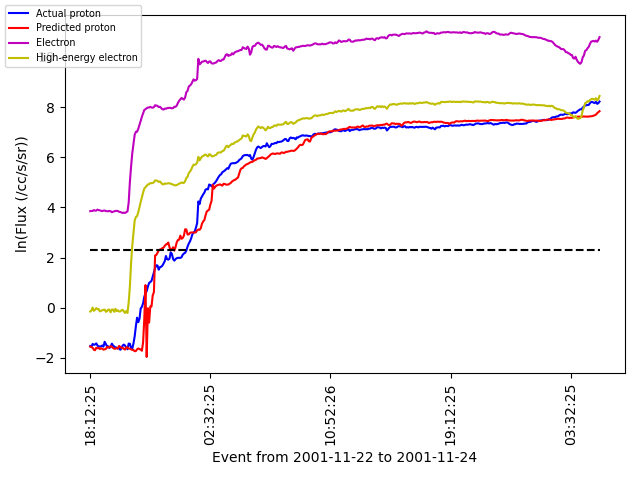 Actual proton
Predicted proton
Electron
High-energy electron
8
6
4
2
0
−2
ln(Flux (/cc/s/sr))
18:12:25
02:32:25
10:52:26
19:12:25
03:32:25
Event from 2001-11-22 to 2001-11-24